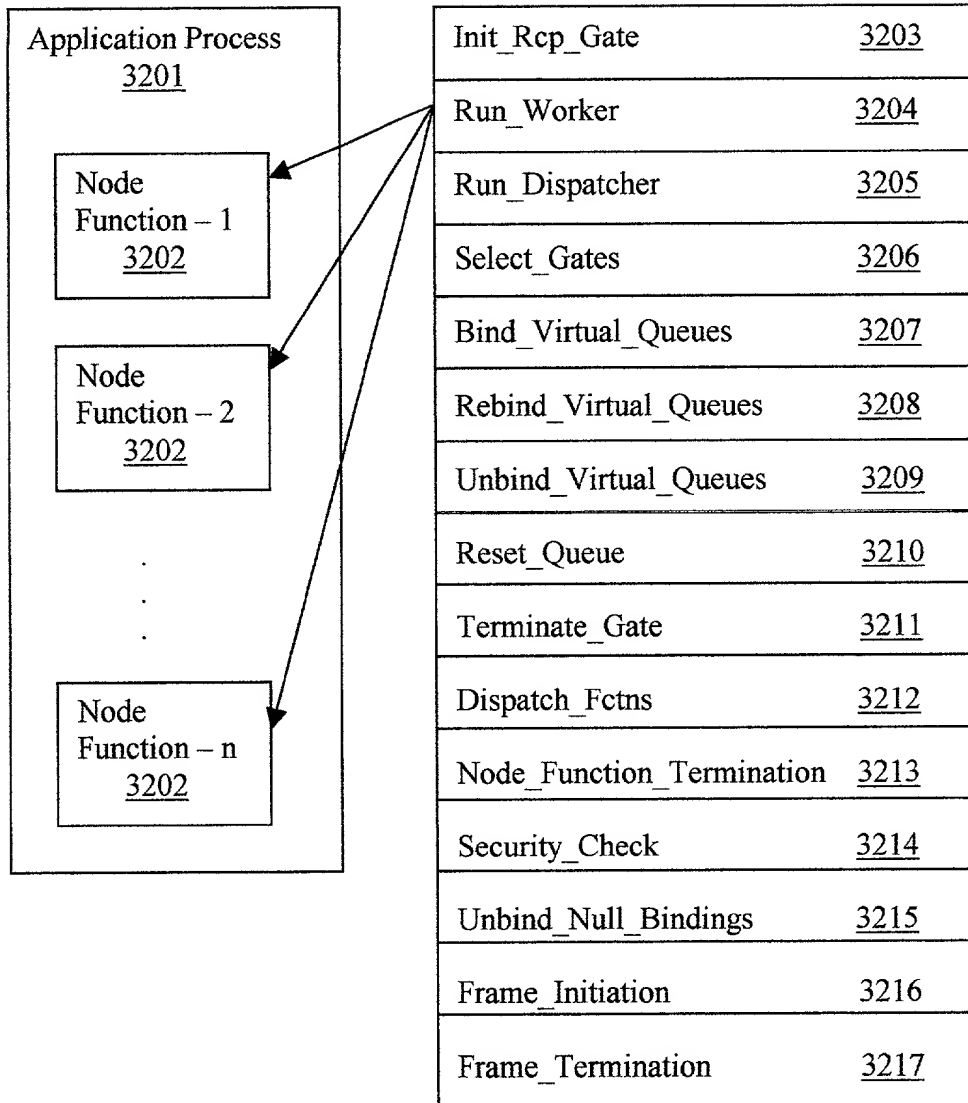 Application Process
3201
Node
Function – 1
3202
Node
Function – 2
3202
.
.
.
Node
Function – n
3202
Init_Rcp_Gate 3203
Run_Worker 3204
Run_Dispatcher 3205
Select_Gates 3206
Bind_Virtual_Queues 3207
Rebind_Virtual_Queues 3208
Unbind_Virtual_Queues 3209
Reset_Queue 3210
Terminate_Gate 3211
Dispatch_Fctns 3212
Node_Function_Termination 3213
Security_Check 3214
Unbind_Null_Bindings 3215
Frame_Initiation 3216
Frame_Termination 3217